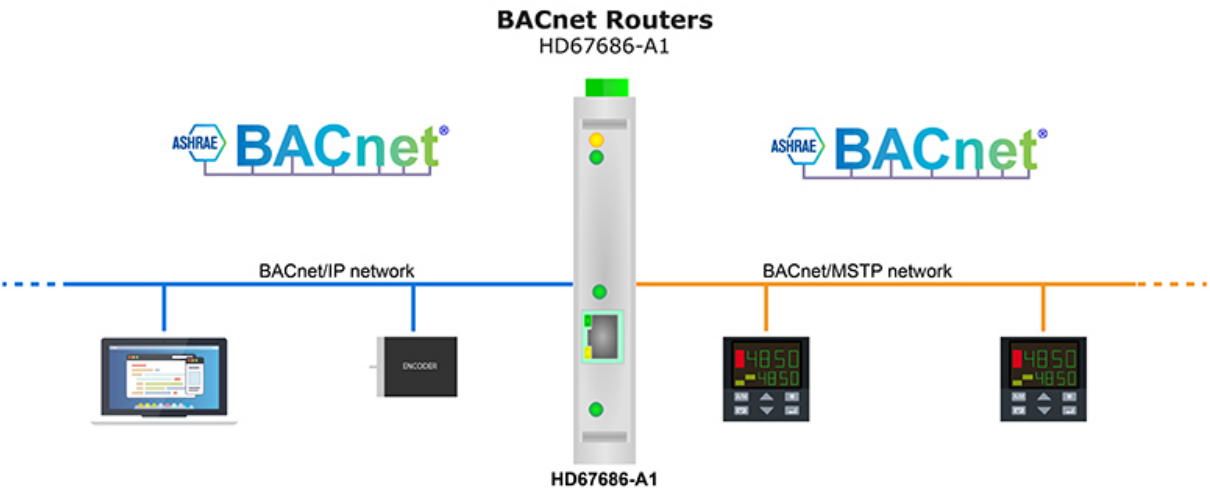 BACnet Routers
HD67686-A1
ASHRAE BACnet®
ASHRAE BACnet®
BACnet/IP network
BACnet/MSTP network
ENCODER
4850
4850
4850
4850
HD67686-A1